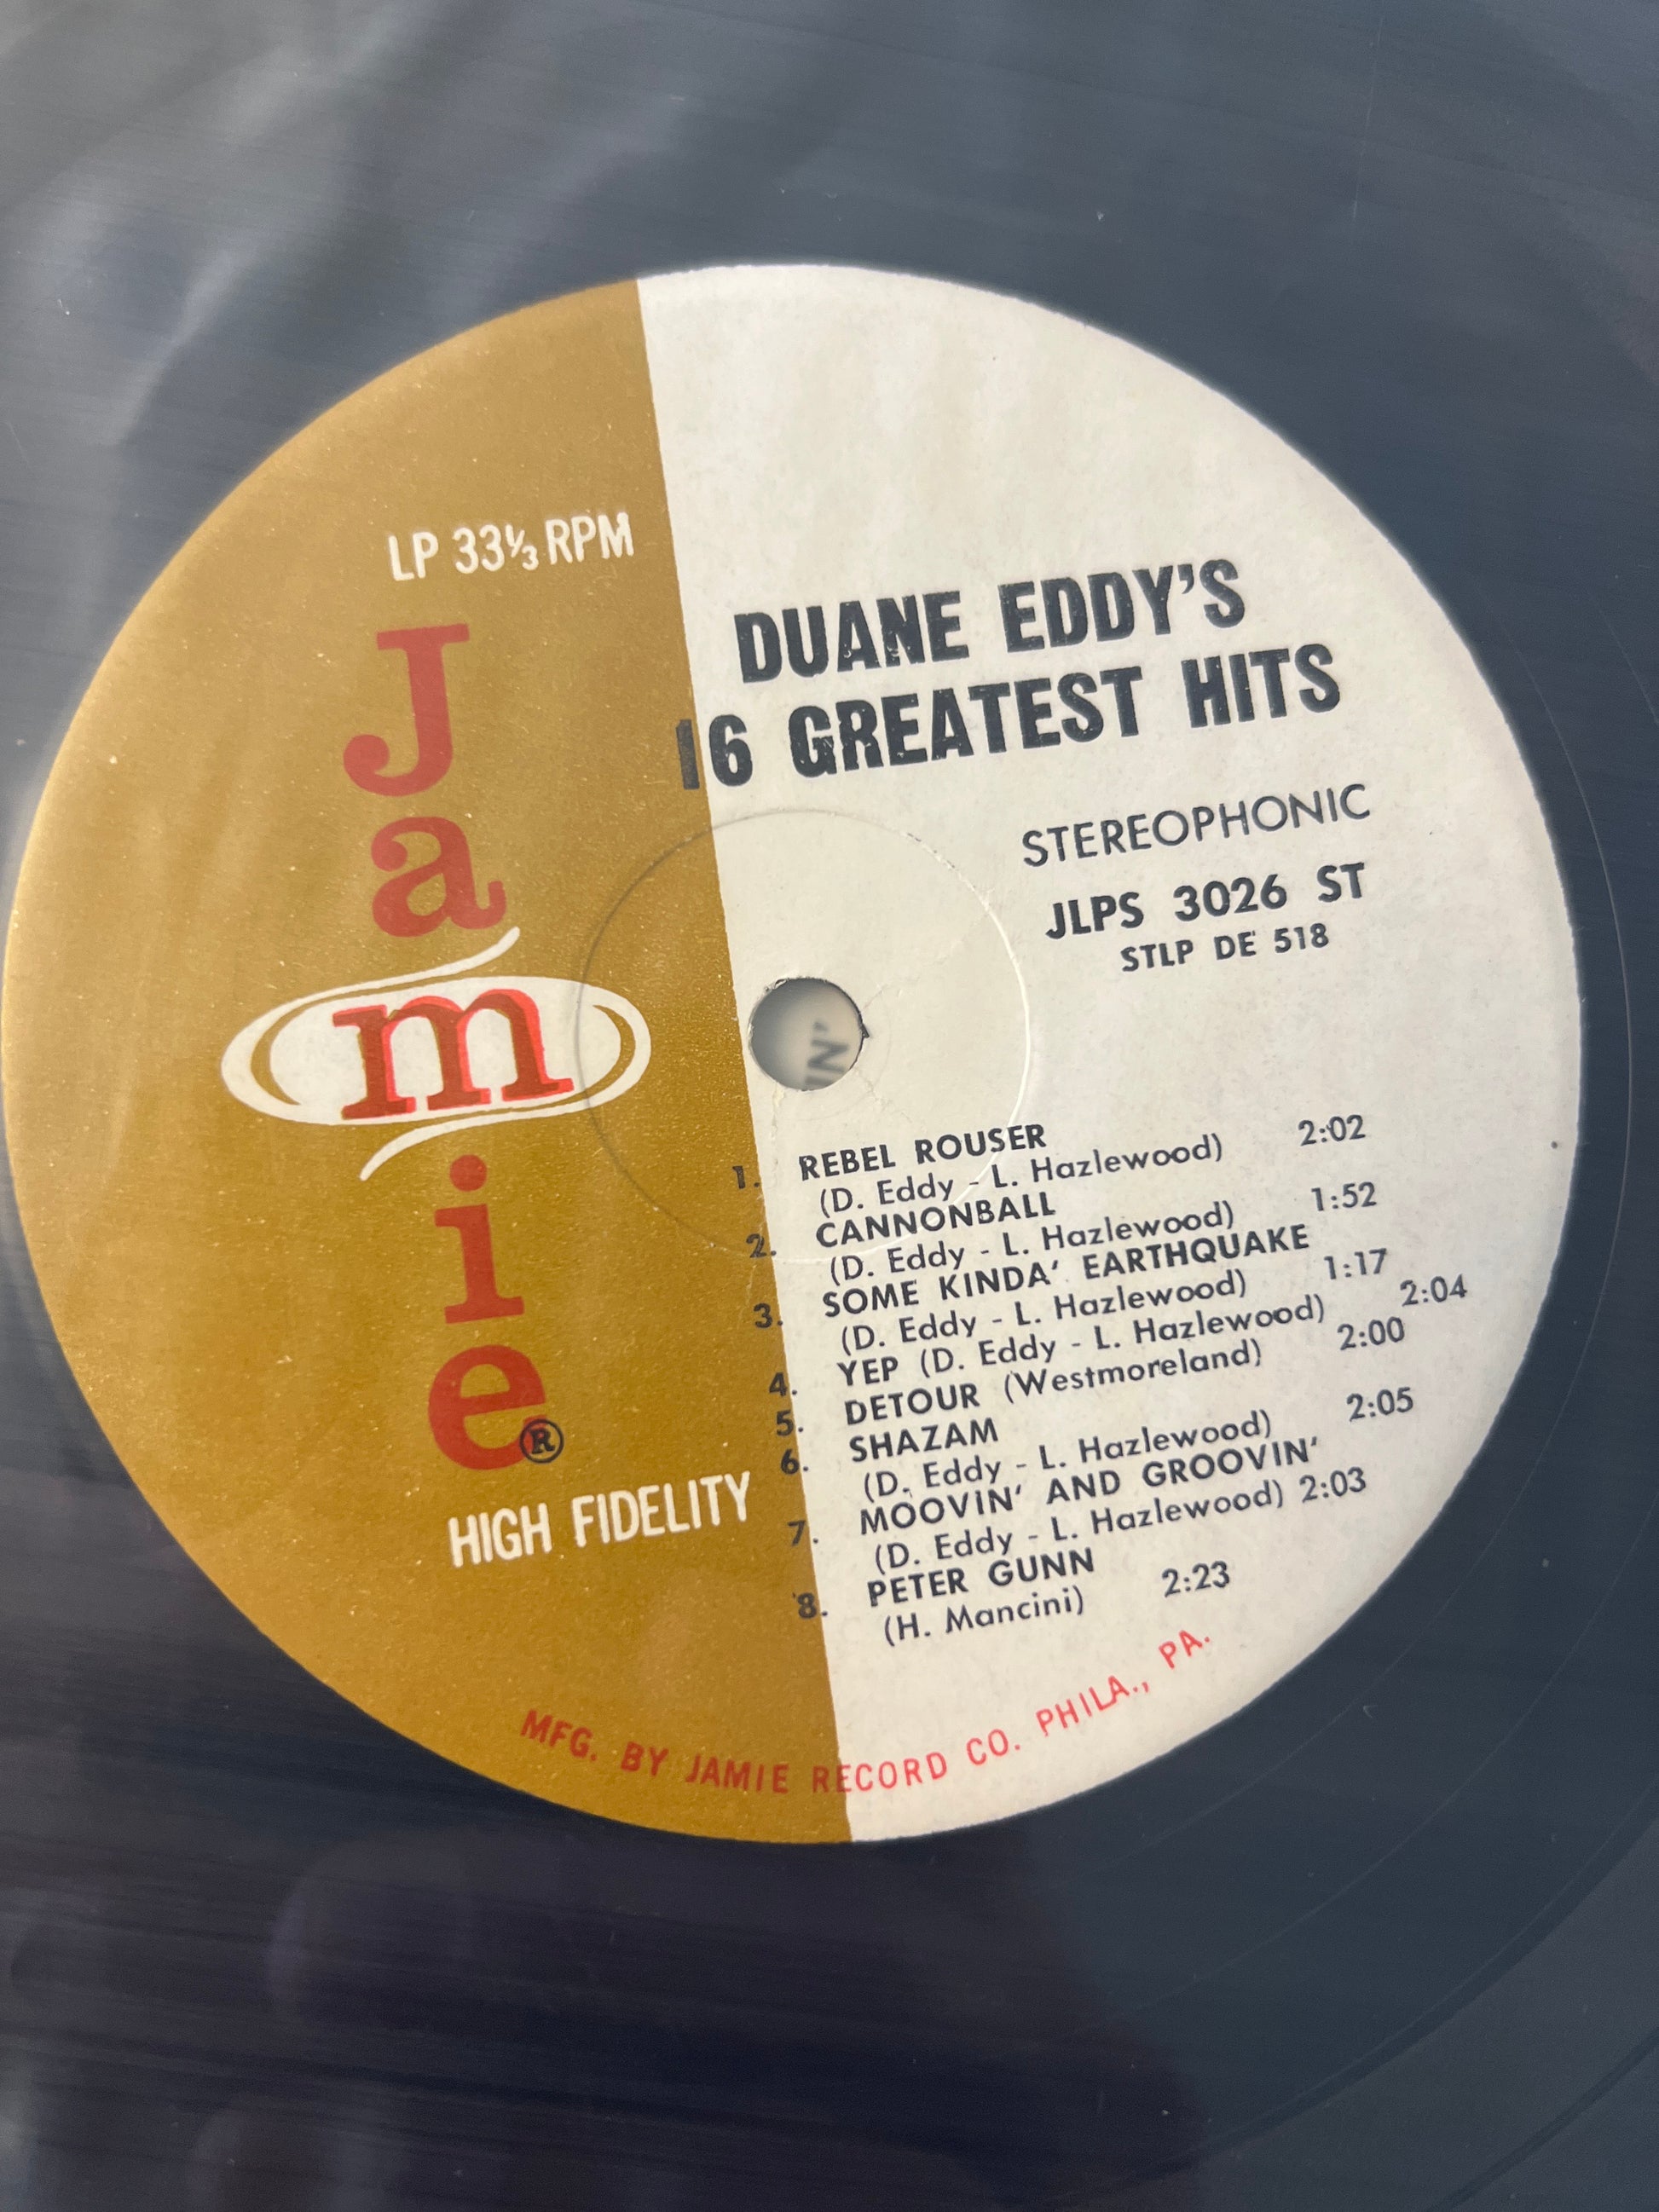 LP 33⅓ RPM
Jamie®
HIGH FIDELITY
DUANE EDDY'S
16 GREATEST HITS
STEREOPHONIC
JLPS 3026 ST
STLP DE 518
1. REBEL ROUSER
(D. Eddy - L. Hazlewood) 2:02
2. CANNONBALL
(D. Eddy - L. Hazlewood) 1:52
3. SOME KINDA' EARTHQUAKE
(D. Eddy - L. Hazlewood) 1:17
4. YEP (D. Eddy - L. Hazlewood) 2:04
5. DETOUR (Westmoreland) 2:00
6. SHAZAM
(D. Eddy - L. Hazlewood) 2:05
7. MOOVIN' AND GROOVIN'
(D. Eddy - L. Hazlewood) 2:03
8. PETER GUNN
(H. Mancini) 2:23
MFG. BY JAMIE RECORD CO. PHILA., PA.
IN'